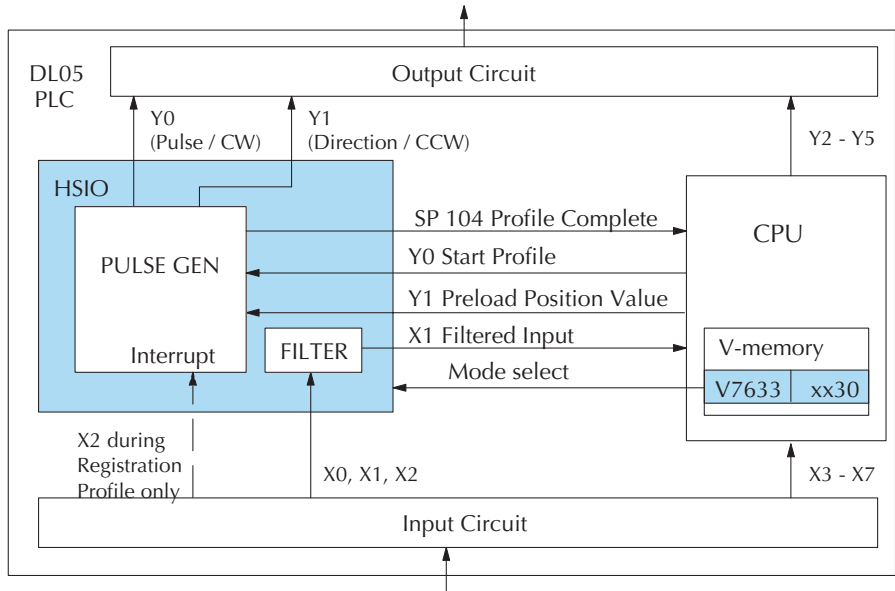 Output Circuit
DL05
PLC
Y0
(Pulse / CW)
Y1
(Direction / CCW)
Y2 - Y5
HSIO
PULSE GEN
Interrupt
FILTER
SP 104 Profile Complete
Y0 Start Profile
Y1 Preload Position Value
X1 Filtered Input
Mode select
CPU
V-memory
V7633 xx30
X2 during
Registration
Profile only
X0, X1, X2
X3 - X7
Input Circuit